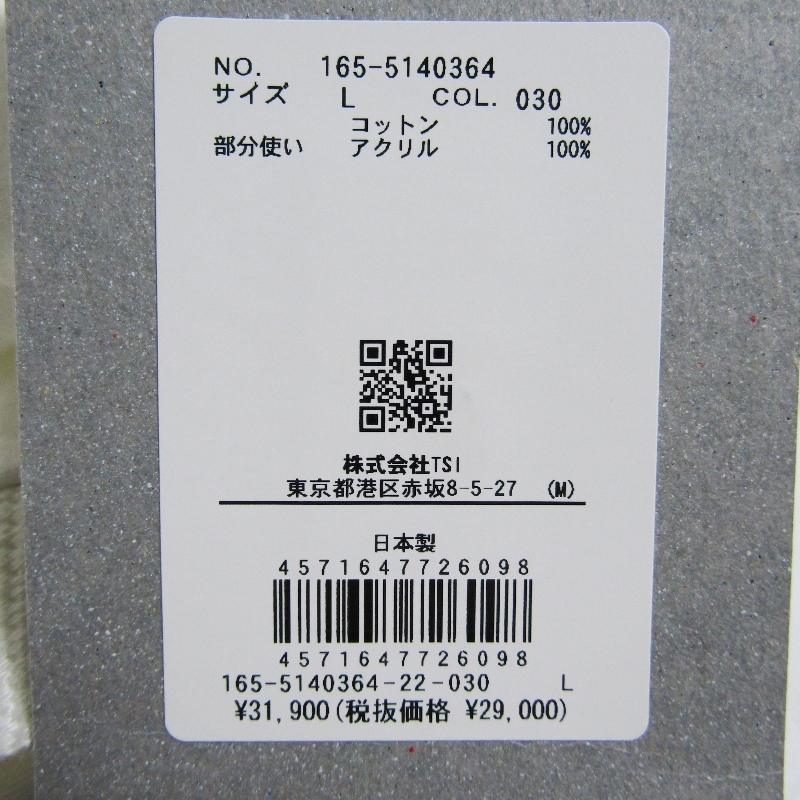 NO. 165-5140364
サイズ L COL. 030
コットン 100%
部分使い アクリル 100%
株式会社TSI
東京都港区赤坂8-5-27 (M)
日本製
4571647726098
4571647726098
165-5140364-22-030 L
¥31,900(税抜価格 ¥29,000)